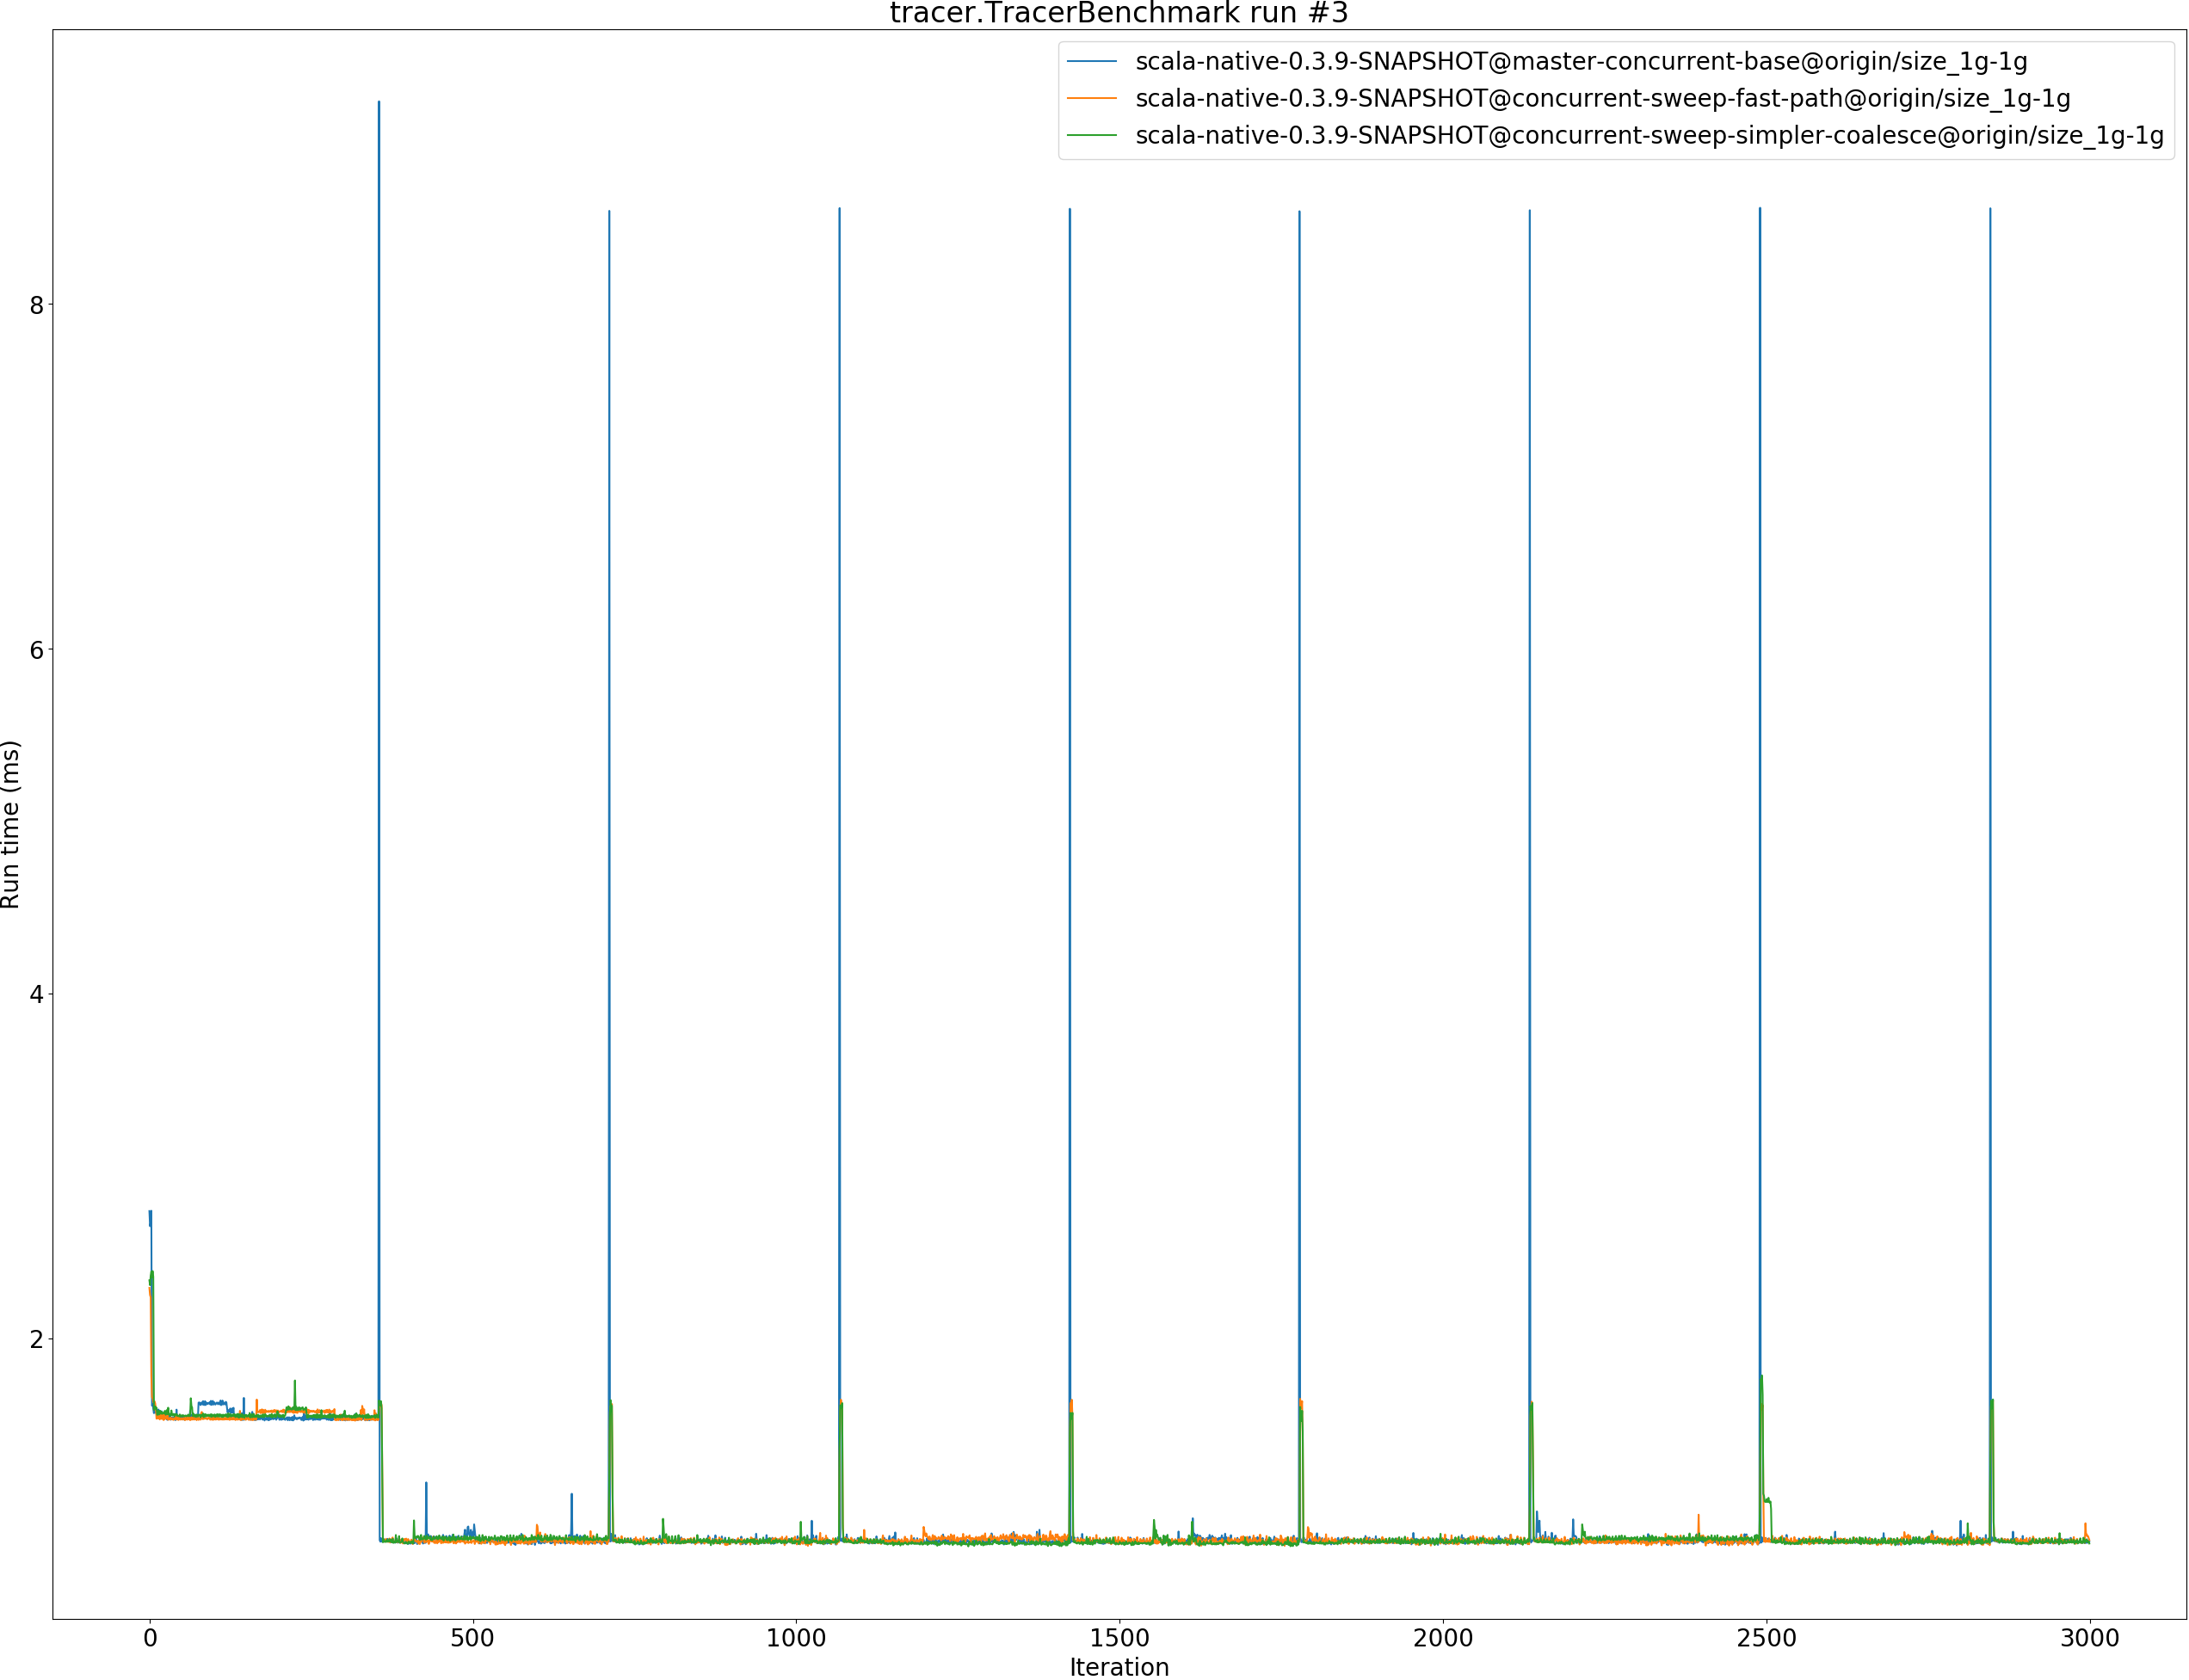 tracer.TracerBenchmark run #3
scala-native-0.3.9-SNAPSHOT@master-concurrent-base@origin/size_1g-1g
scala-native-0.3.9-SNAPSHOT@concurrent-sweep-fast-path@origin/size_1g-1g
scala-native-0.3.9-SNAPSHOT@concurrent-sweep-simpler-coalesce@origin/size_1g-1g
8
6
4
2
Run time (ms)
0 500 1000 1500 2000 2500 3000
Iteration